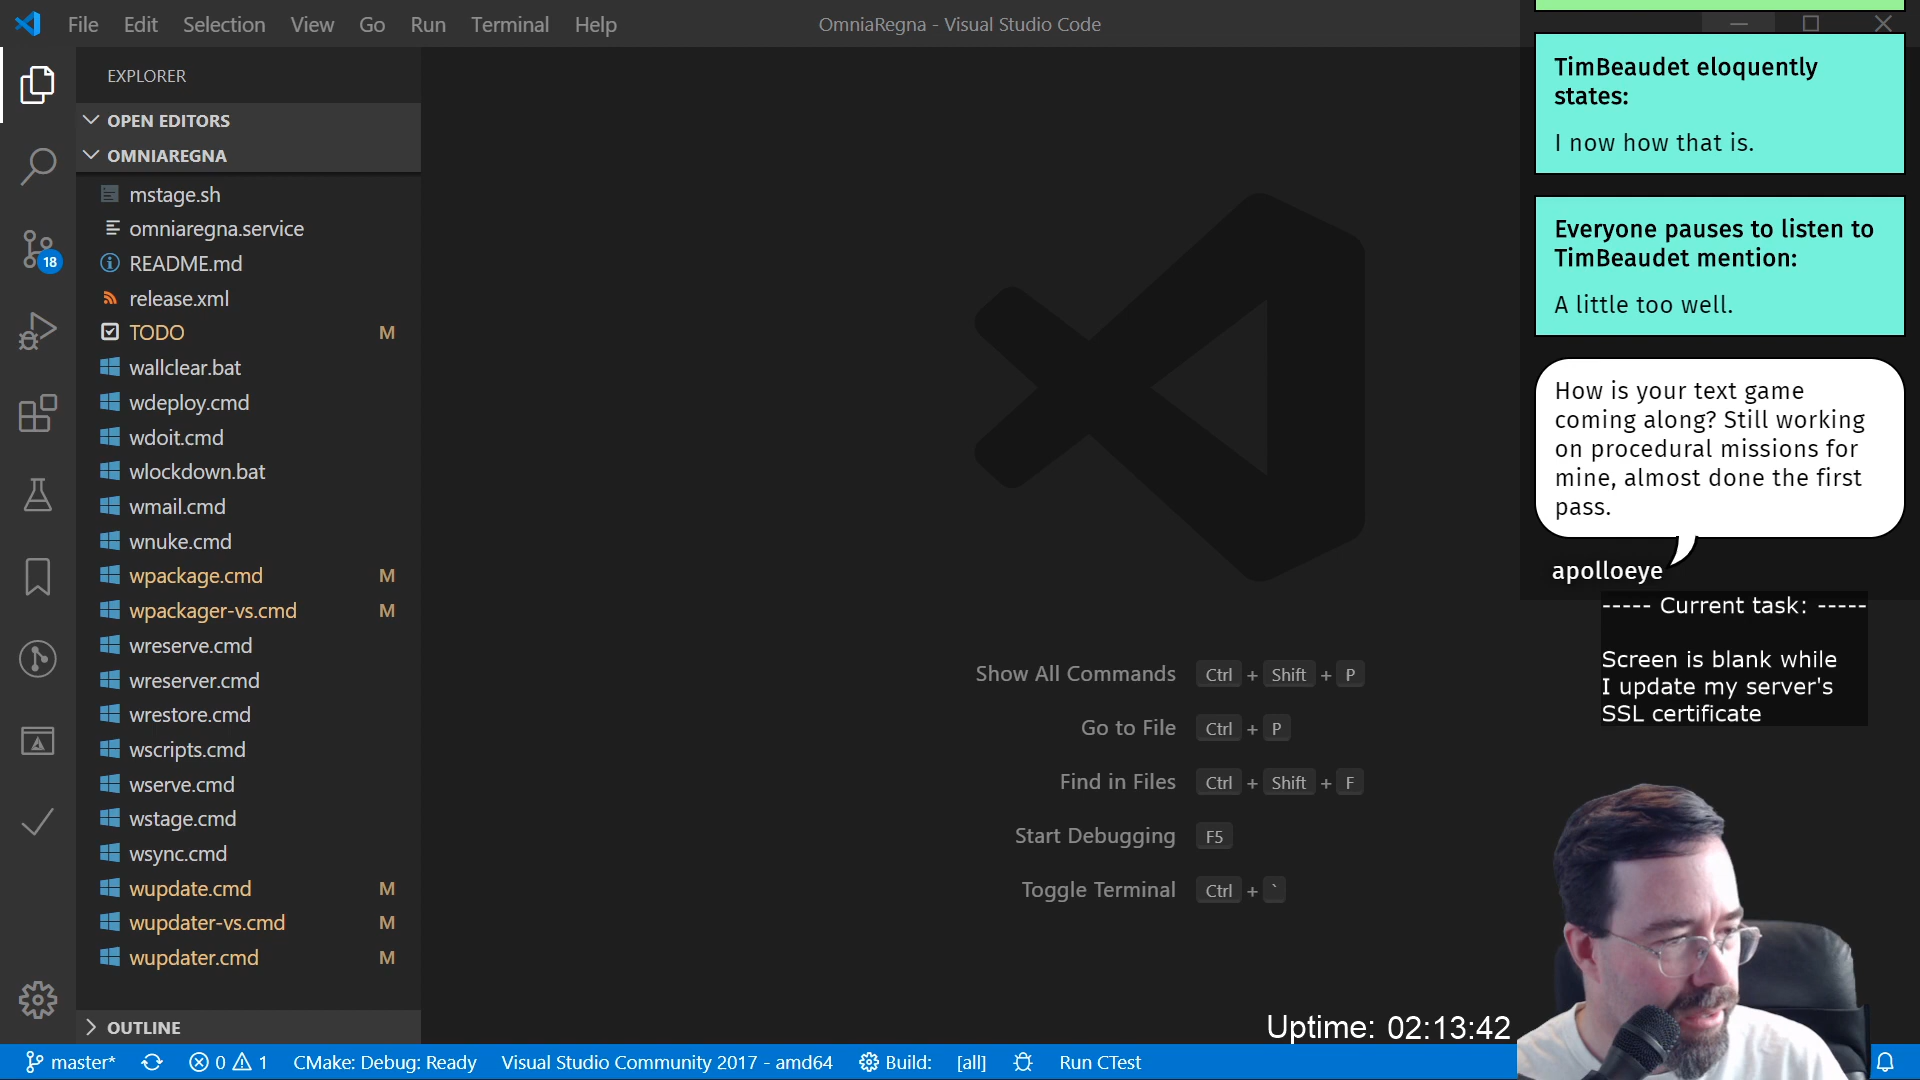 File Edit Selection View Go Run Terminal Help
OmniaRegna - Visual Studio Code
EXPLORER
OPEN EDITORS
OMNIAREGNA
mstage.sh
omniaregna.service
README.md
release.xml
TODO M
wallclear.bat
wdeploy.cmd
wdoit.cmd
wlockdown.bat
wmail.cmd
wnuke.cmd
wpackage.cmd M
wpackager-vs.cmd M
wreserve.cmd
wreserver.cmd
wrestore.cmd
wscripts.cmd
wserve.cmd
wstage.cmd
wsync.cmd
wupdate.cmd M
wupdater-vs.cmd M
wupdater.cmd M
OUTLINE
18
Show All Commands Ctrl + Shift + P
Go to File Ctrl + P
Find in Files Ctrl + Shift + F
Start Debugging F5
Toggle Terminal Ctrl + `
TimBeaudet eloquently
states:
I now how that is.
Everyone pauses to listen to
TimBeaudet mention:
A little too well.
How is your text game
coming along? Still working
on procedural missions for
mine, almost done the first
pass.
apolloeye
----- Current task: -----
Screen is blank while
I update my server's
SSL certificate
Uptime: 02:13:42
master* 0 1 CMake: Debug: Ready Visual Studio Community 2017 - amd64 Build: [all] Run CTest